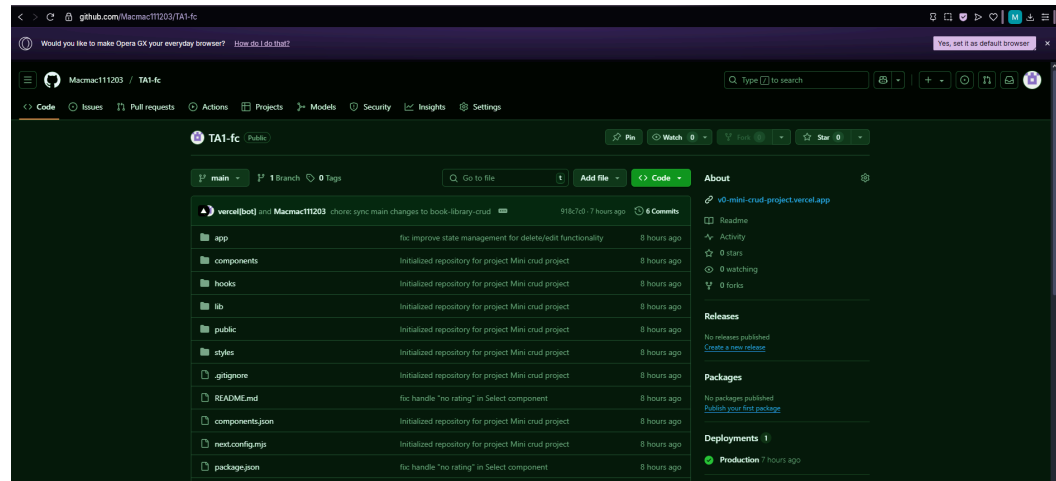 github.com/Macmac111203/TA1-fc
M
Would you like to make Opera GX your everyday browser? How do I do that?
Yes, set it as default browser
Macmac111203 / TA1-fc
Type / to search
Code Issues Pull requests Actions Projects Models Security Insights Settings
TA1-fc Public
Pin Watch 0 Fork 0 Star 0
main 1 Branch 0 Tags Go to file t Add file Code
vercel[bot] and Macmac111203 chore: sync main changes to book-library-crud 918c7c0 · 7 hours ago 6 Commits
app fix: improve state management for delete/edit functionality 8 hours ago
components Initialized repository for project Mini crud project 8 hours ago
hooks Initialized repository for project Mini crud project 8 hours ago
lib Initialized repository for project Mini crud project 8 hours ago
public Initialized repository for project Mini crud project 8 hours ago
styles Initialized repository for project Mini crud project 8 hours ago
.gitignore Initialized repository for project Mini crud project 8 hours ago
README.md fix: handle "no rating" in Select component 8 hours ago
components.json Initialized repository for project Mini crud project 8 hours ago
next.config.mjs Initialized repository for project Mini crud project 8 hours ago
package.json fix: handle "no rating" in Select component 8 hours ago
About
v0-mini-crud-project.vercel.app
Readme
Activity
0 stars
0 watching
0 forks
Releases
No releases published
Create a new release
Packages
No packages published
Publish your first package
Deployments 1
Production 7 hours ago